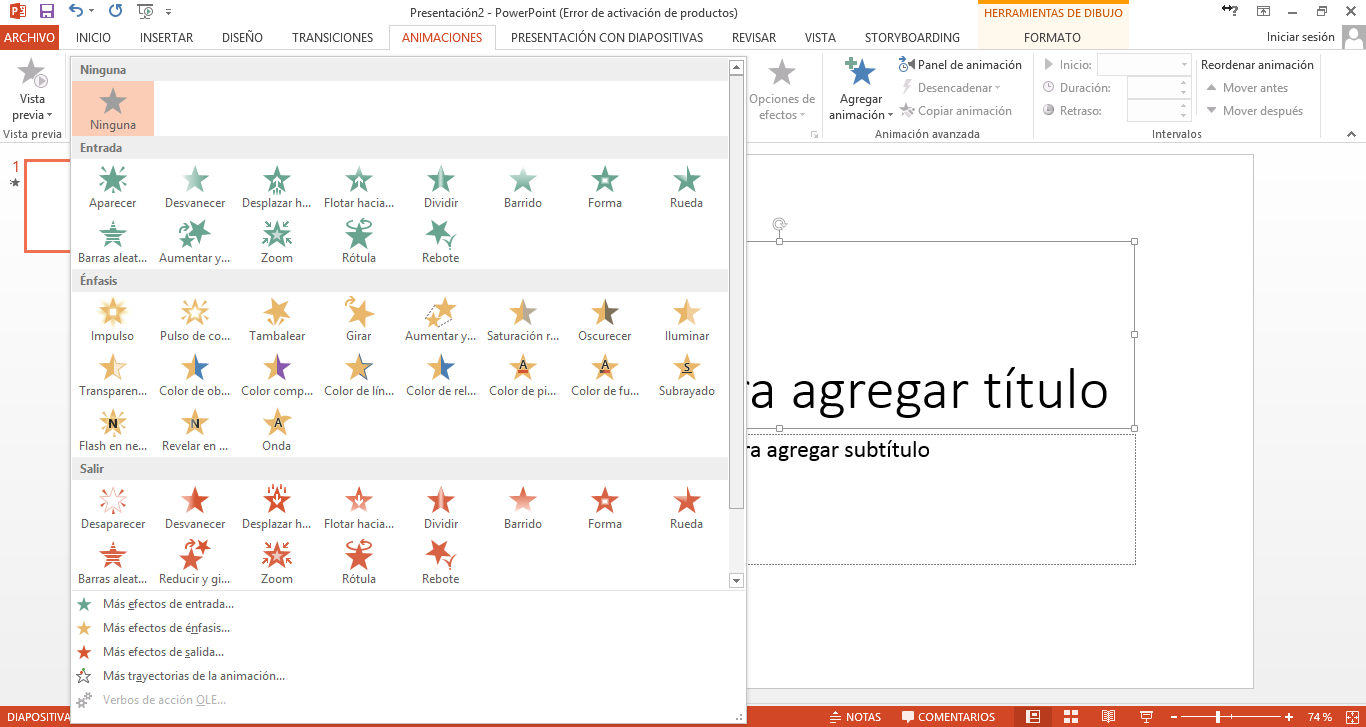 Presentación2 - PowerPoint (Error de activación de productos)
HERRAMIENTAS DE DIBUJO
ARCHIVO INICIO INSERTAR DISEÑO TRANSICIONES ANIMACIONES PRESENTACIÓN CON DIAPOSITIVAS REVISAR VISTA STORYBOARDING FORMATO Iniciar sesión
Vista
previa
Vista previa
Opciones de
efectos
Agregar
animación
Panel de animación
Desencadenar
Copiar animación
Animación avanzada
Inicio:
Duración:
Retraso:
Reordenar animación
Mover antes
Mover después
Intervalos
Ninguna
Ninguna
Entrada
Aparecer Desvanecer Desplazar h... Flotar hacia... Dividir Barrido Forma Rueda
Barras aleat... Aumentar y... Zoom Rótula Rebote
Énfasis
Impulso Pulso de co... Tambalear Girar Aumentar y... Saturación r... Oscurecer Iluminar
Transparen... Color de ob... Color comp... Color de lín... Color de rel... Color de pi... Color de fu... Subrayado
Flash en ne... Revelar en ... Onda
Salir
Desaparecer Desvanecer Desplazar h... Flotar hacia... Dividir Barrido Forma Rueda
Barras aleat... Reducir y gi... Zoom Rótula Rebote
Más efectos de entrada...
Más efectos de énfasis...
Más efectos de salida...
Más trayectorias de la animación...
Verbos de acción OLE...
1
ra agregar título
ra agregar subtítulo
DIAPOSITIVA NOTAS COMENTARIOS 74 %